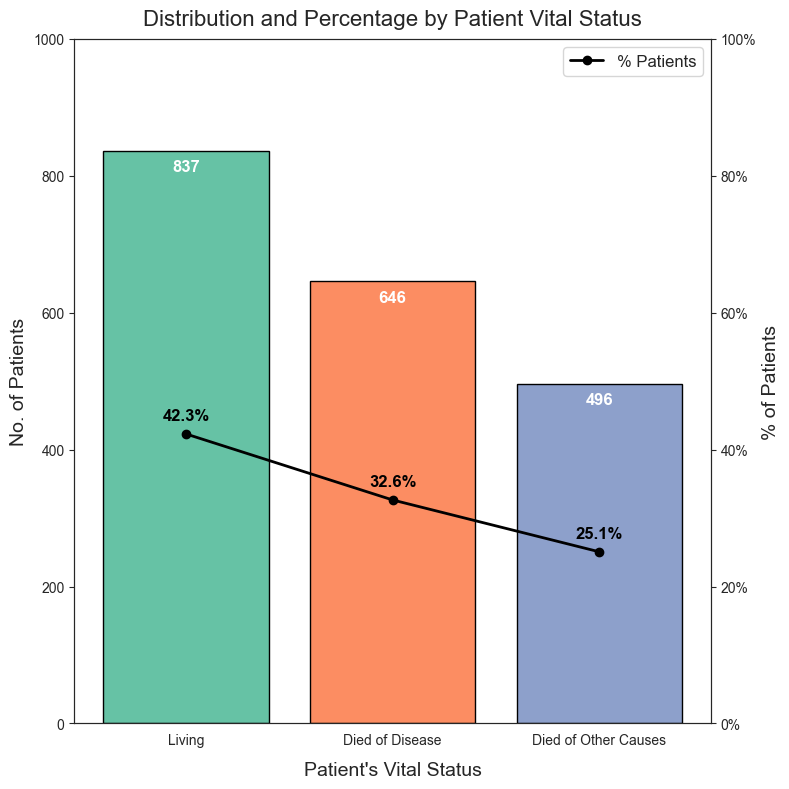 Distribution and Percentage by Patient Vital Status
% Patients
No. of Patients
1000
800
600
400
200
0
100%
80%
60%
40%
20%
0%
% of Patients
837
646
496
42.3%
32.6%
25.1%
Living
Died of Disease
Died of Other Causes
Patient's Vital Status